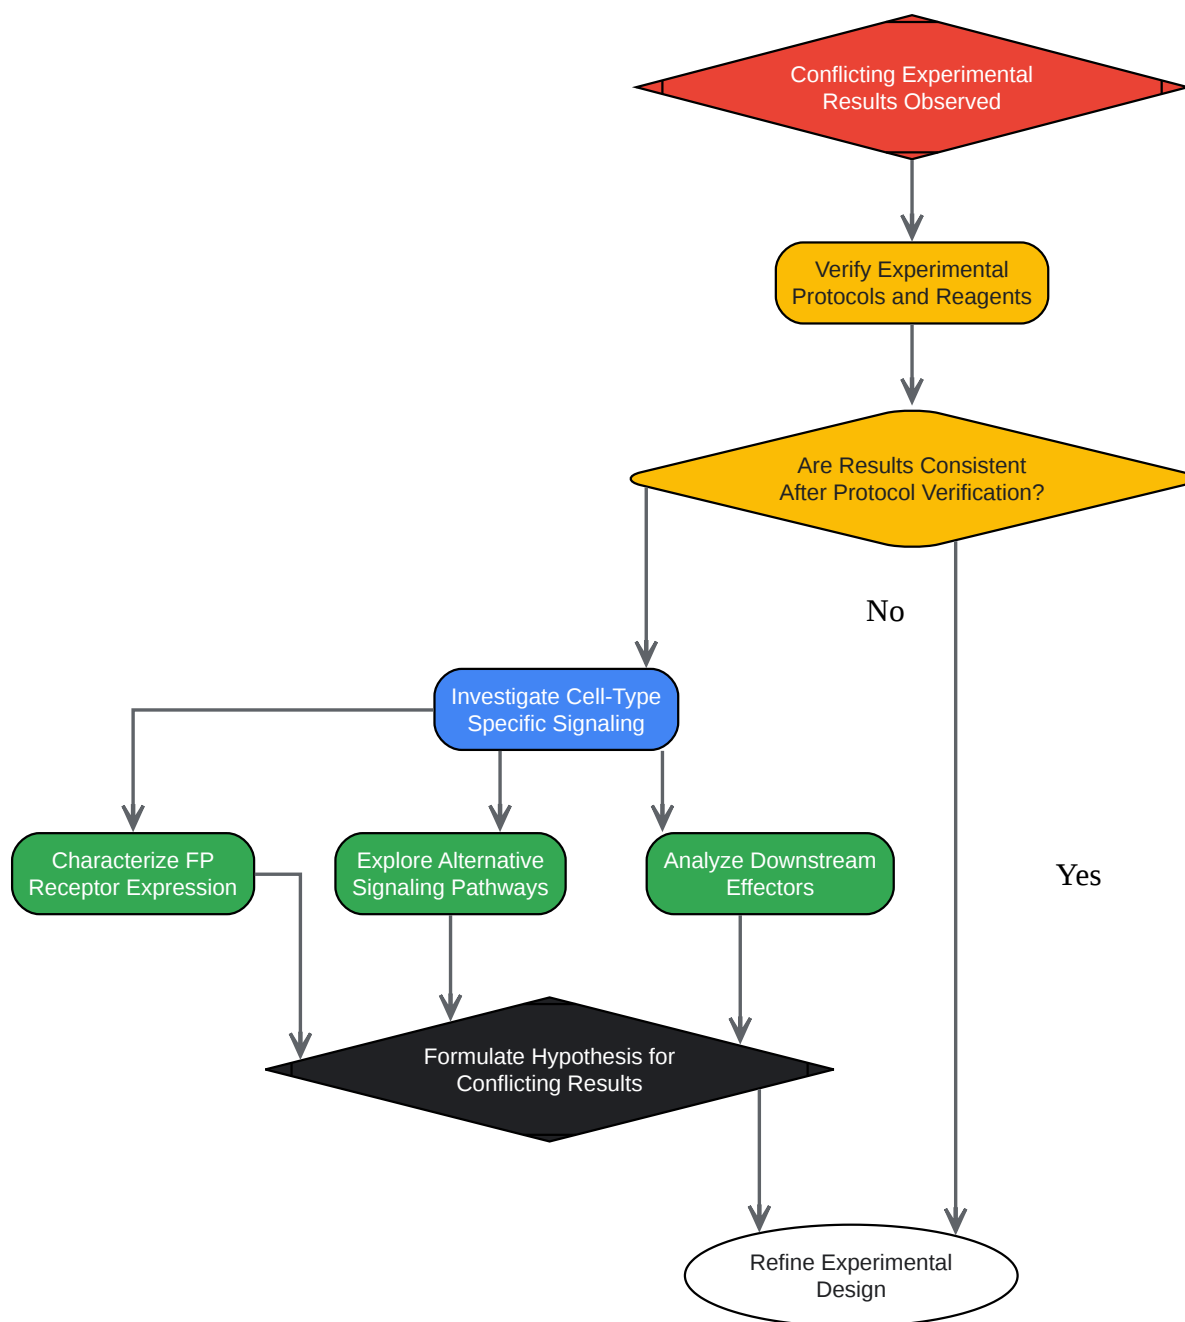 Conflicting Experimental
Results Observed
Verify Experimental
Protocols and Reagents
Are Results Consistent
After Protocol Verification?
No
Investigate Cell-Type
Specific Signaling
Characterize FP
Receptor Expression
Explore Alternative
Signaling Pathways
Analyze Downstream
Effectors
Yes
Formulate Hypothesis for
Conflicting Results
Refine Experimental
Design